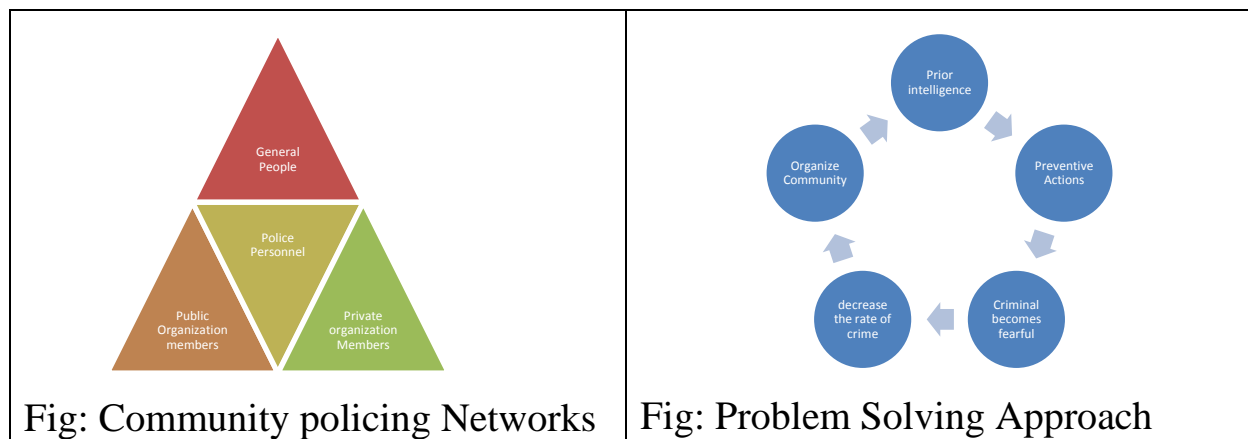 General
People
Police
Personnel
Public
Organization
members
Private
organization
Members
Fig: Community policing Networks
Prior
intelligence
Preventive
Actions
Criminal
becomes
fearful
decrease
the rate of
crime
Organize
Community
Fig: Problem Solving Approach